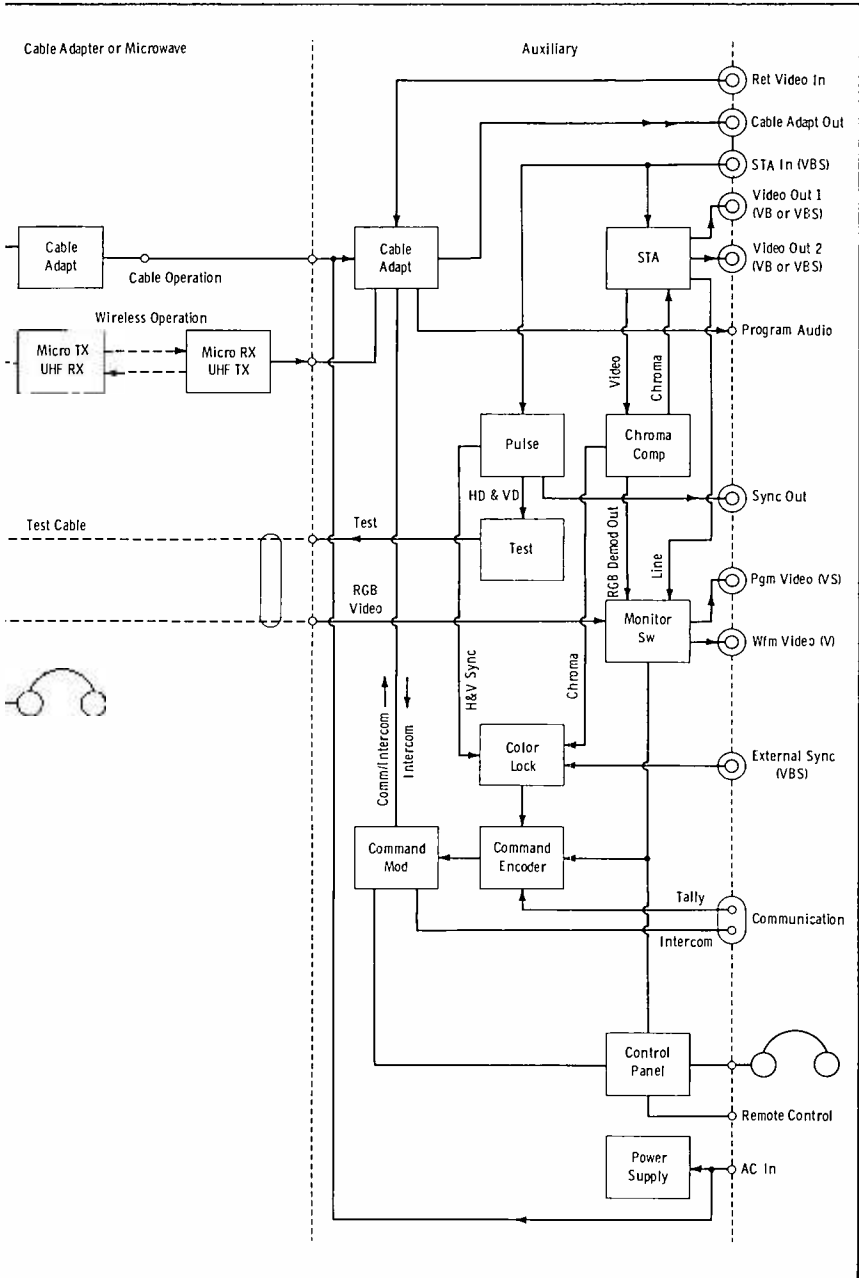 Cable Adapter or Microwave
Auxiliary
Ret Video In
Cable Adapt Out
STA In (VBS)
Video Out 1
(VB or VBS)
Video Out 2
(VB or VBS)
Cable
Adapt
Cable Operation
Cable
Adapt
STA
Wireless Operation
Micro TX
UHF RX
Micro RX
UHF TX
Program Audio
Video
Chroma
Pulse
Chroma
Comp
HD & VD
Sync Out
Test Cable
Test
Test
RGB Demod Out
Line
RGB
Video
Pgm Video (VS)
Monitor
Sw
Wfm Video (V)
H&V Sync
Chroma
Comm/Intercom
Intercom
Color
Lock
External Sync
(VBS)
Command
Mod
Command
Encoder
Tally
Communication
Intercom
Control
Panel
Remote Control
Power
Supply
AC In